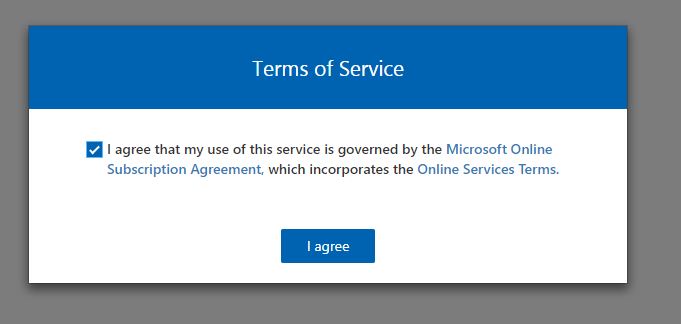 Terms of Service
I agree that my use of this service is governed by the Microsoft Online
Subscription Agreement, which incorporates the Online Services Terms.
I agree